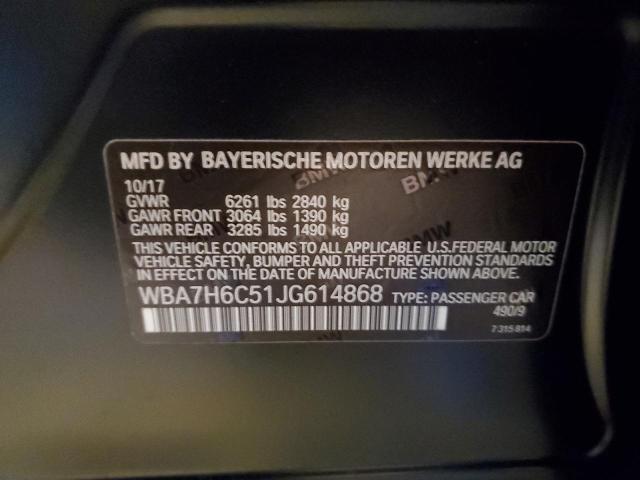 MFD BY BAYERISCHE MOTOREN WERKE AG
10/17
GVWR 6261 lbs 2840 kg
GAWR FRONT 3064 lbs 1390 kg
GAWR REAR 3285 lbs 1490 kg
THIS VEHICLE CONFORMS TO ALL APPLICABLE U.S.FEDERAL MOTOR
VEHICLE SAFETY, BUMPER AND THEFT PREVENTION STANDARDS
IN EFFECT ON THE DATE OF MANUFACTURE SHOWN ABOVE.
WBA7H6C51JG614868 TYPE: PASSENGER CAR
490/9
7 315 814
BMW
BMW
BMW